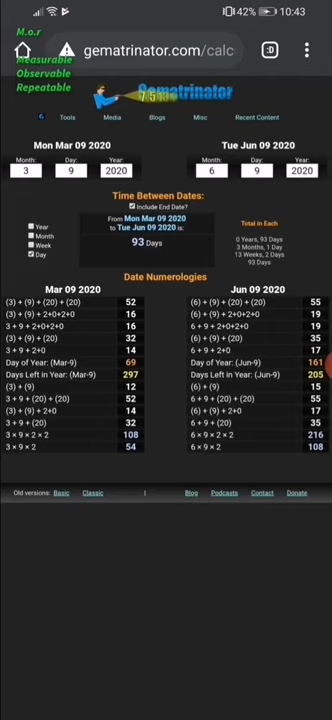 42% 10:43
M.o.r
Measurable
Observable
Repeatable
gematrinator.com/calc :D
Gematrinator
Tools Media Blogs Misc Recent Content
Mon Mar 09 2020 Tue Jun 09 2020
Month: Day: Year: Month: Day: Year:
3 9 2020 6 9 2020
Time Between Dates:
Include End Date?
Year
Month
Week
Day
From Mon Mar 09 2020
to Tue Jun 09 2020 is:
93 Days
Total in Each
0 Years, 93 Days
3 Months, 1 Day
13 Weeks, 2 Days
93 Days
Date Numerologies
Mar 09 2020 Jun 09 2020
(3) + (9) + (20) + (20) 52 (6) + (9) + (20) + (20) 55
(3) + (9) + 2+0+2+0 16 (6) + (9) + 2+0+2+0 19
3 + 9 + 2+0+2+0 16 6 + 9 + 2+0+2+0 19
(3) + (9) + (20) 32 (6) + (9) + (20) 35
3 + 9 + 2+0 14 6 + 9 + 2+0 17
Day of Year: (Mar-9) 69 Day of Year: (Jun-9) 161
Days Left in Year: (Mar-9) 297 Days Left in Year: (Jun-9) 205
(3) + (9) 12 (6) + (9) 15
3 + 9 + (20) + (20) 52 6 + 9 + (20) + (20) 55
(3) + (9) + 2+0 14 (6) + (9) + 2+0 17
3 + 9 + (20) 32 6 + 9 + (20) 35
3 × 9 × 2 × 2 108 6 × 9 × 2 × 2 216
3 × 9 × 2 54 6 × 9 × 2 108
Old versions: Basic Classic | Blog Podcasts Contact Donate